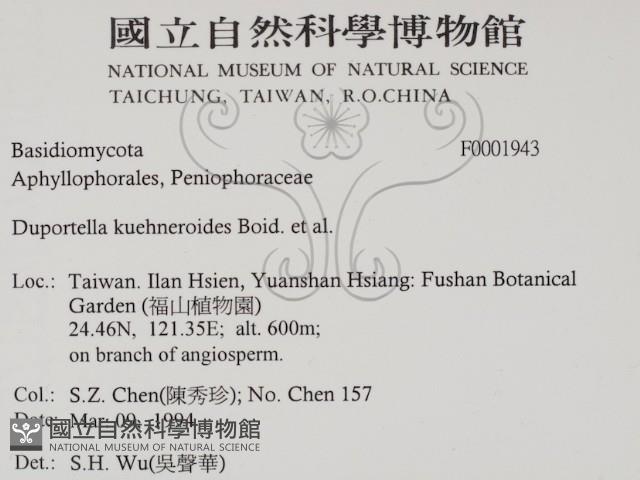 國立自然科學博物館
NATIONAL MUSEUM OF NATURAL SCIENCE
TAICHUNG, TAIWAN, R.O.CHINA
Basidiomycota F0001943
Aphyllophorales, Peniophoraceae
Duportella kuehneroides Boid. et al.
Loc.: Taiwan. Ilan Hsien, Yuanshan Hsiang: Fushan Botanical
Garden (福山植物園)
24.46N, 121.35E; alt. 600m;
on branch of angiosperm.
Col.: S.Z. Chen(陳秀珍); No. Chen 157
Date: Mar. 09, 1994
國立自然科學博物館
NATIONAL MUSEUM OF NATURAL SCIENCE
Det.: S.H. Wu(吳聲華)